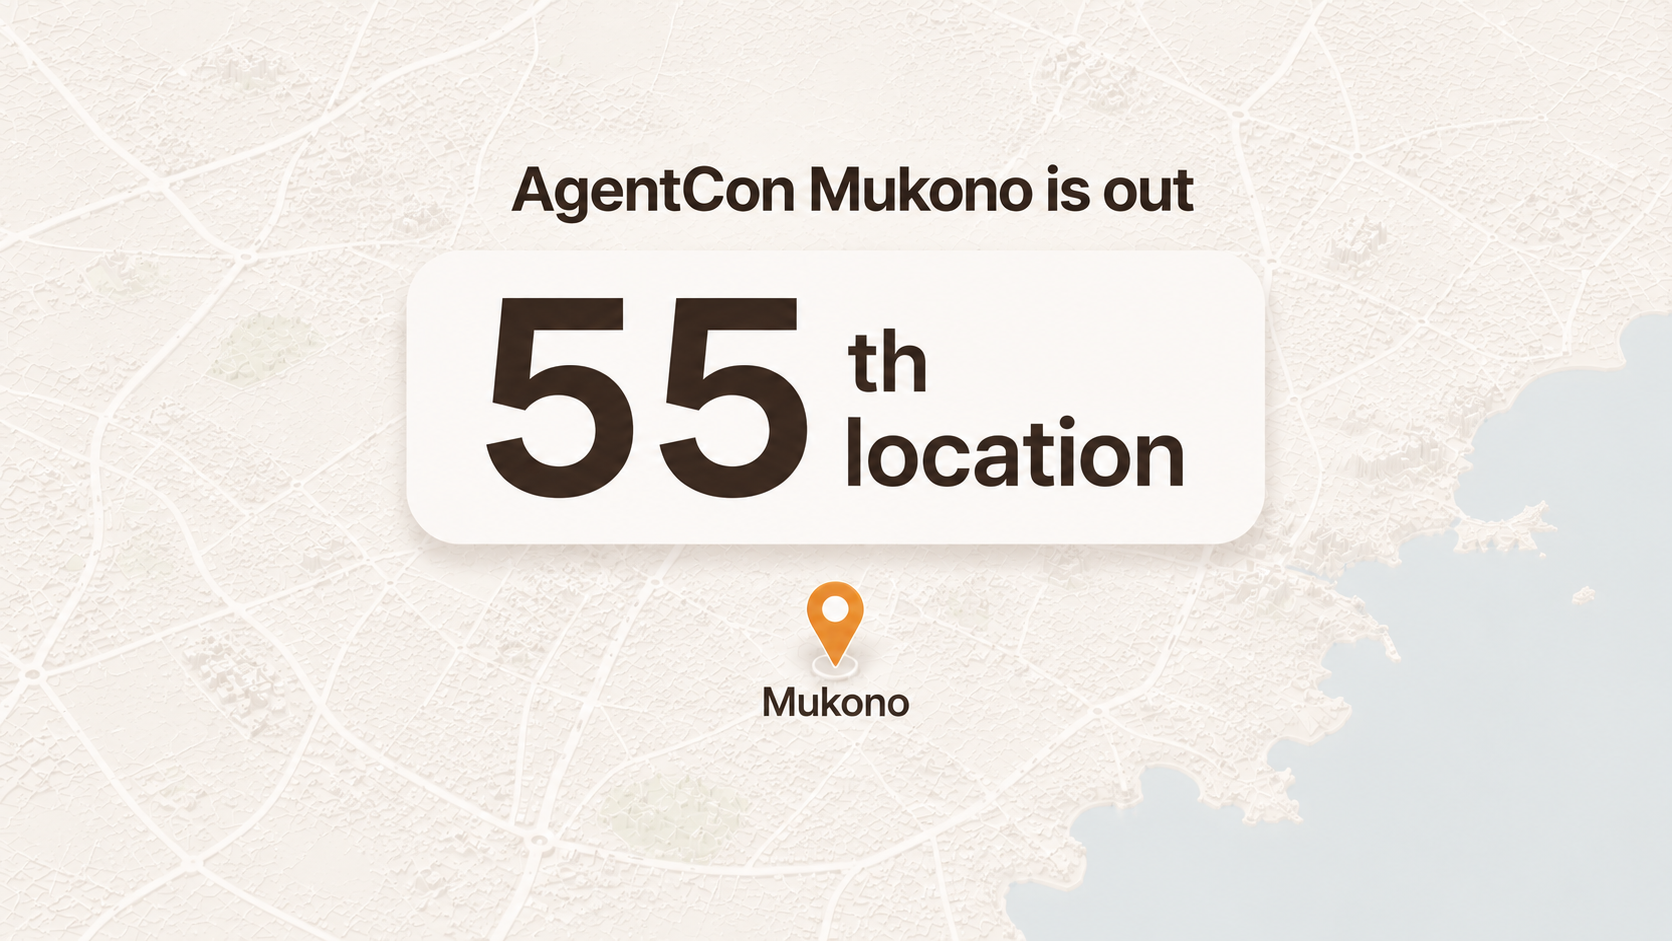 AgentCon Mukono is out
55 th
location
Mukono